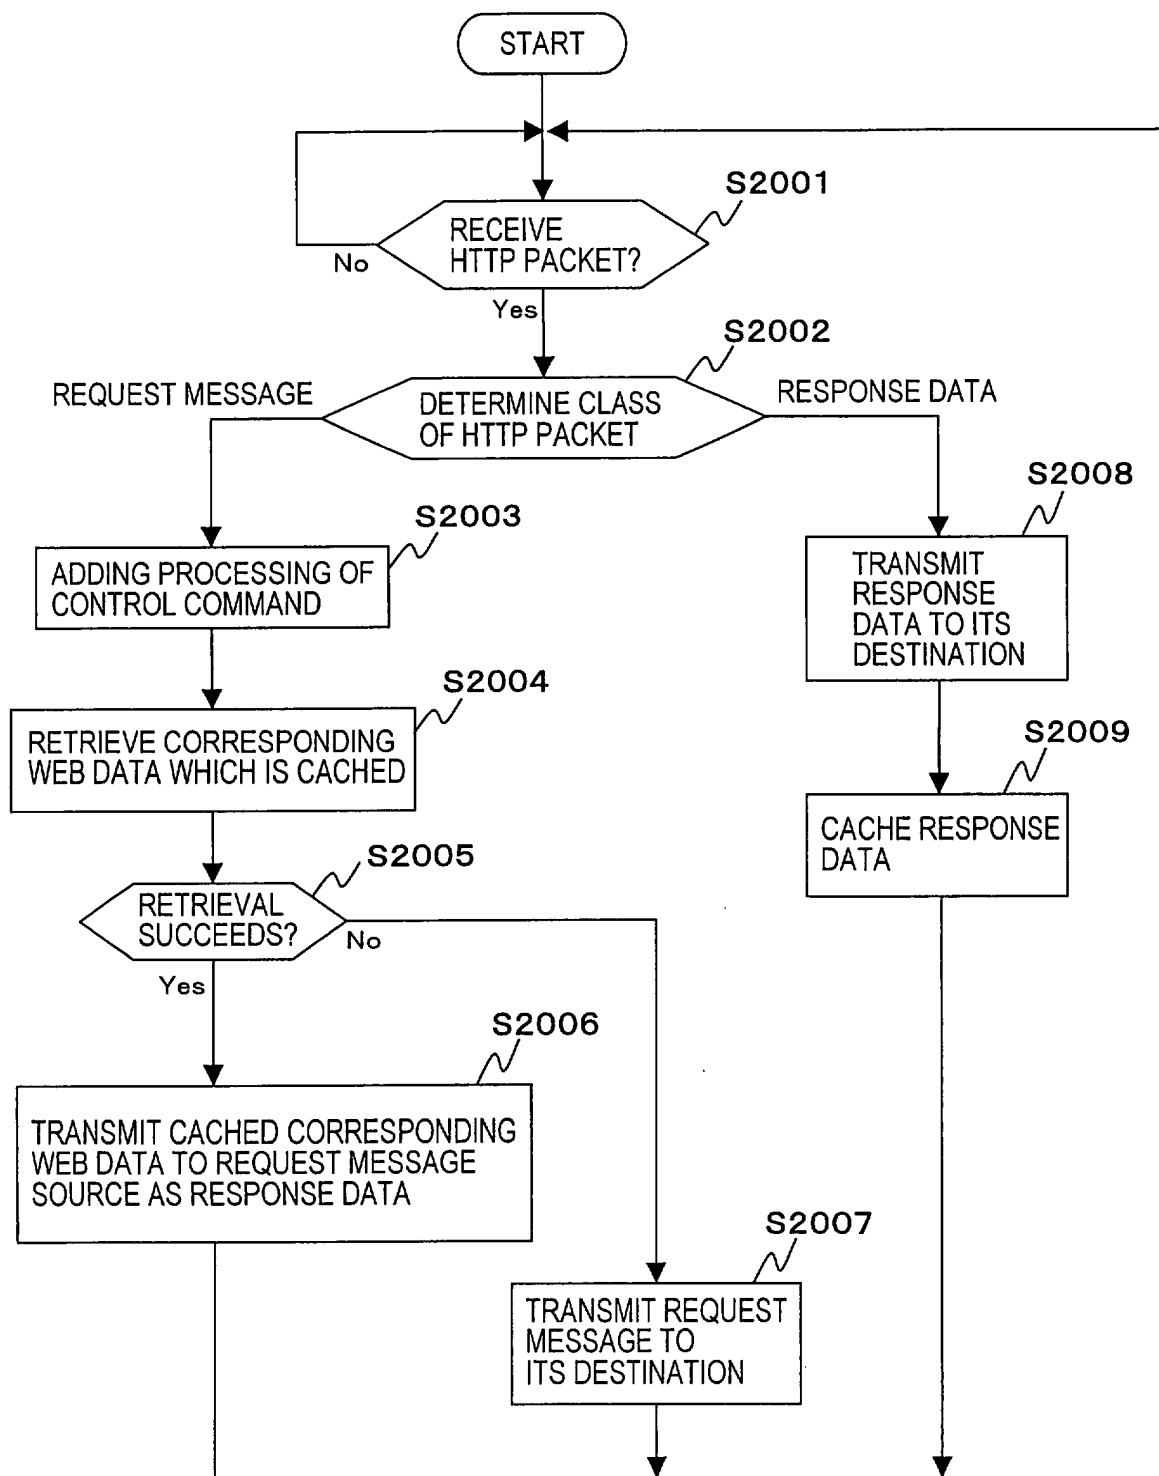 START
S2001
RECEIVE
HTTP PACKET?
No
Yes
S2002
REQUEST MESSAGE
DETERMINE CLASS
OF HTTP PACKET
RESPONSE DATA
S2003
ADDING PROCESSING OF
CONTROL COMMAND
S2008
TRANSMIT
RESPONSE
DATA TO ITS
DESTINATION
S2004
RETRIEVE CORRESPONDING
WEB DATA WHICH IS CACHED
S2009
CACHE RESPONSE
DATA
S2005
RETRIEVAL
SUCCEEDS?
No
Yes
S2006
TRANSMIT CACHED CORRESPONDING
WEB DATA TO REQUEST MESSAGE
SOURCE AS RESPONSE DATA
S2007
TRANSMIT REQUEST
MESSAGE TO
ITS DESTINATION